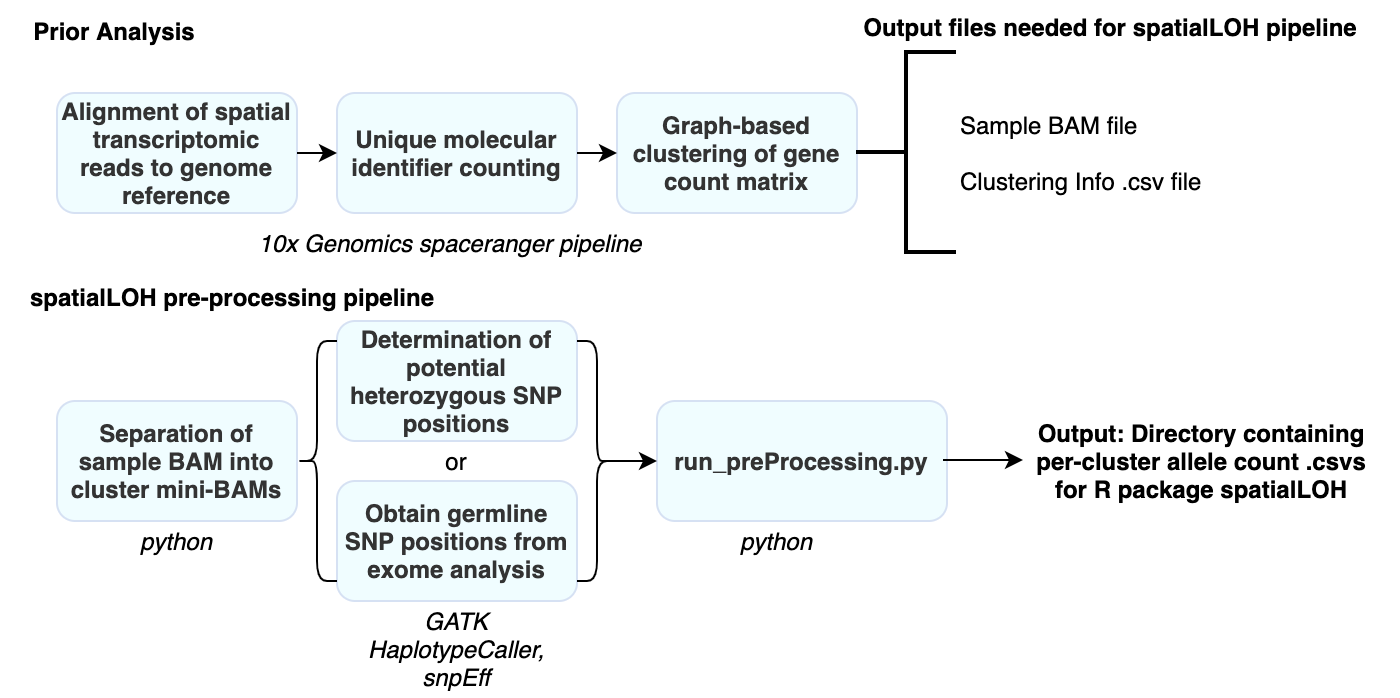 Prior Analysis
Output files needed for spatialLOH pipeline
Alignment of spatial
transcriptomic
reads to genome
reference
Unique molecular
identifier counting
Graph-based
clustering of gene
count matrix
Sample BAM file
Clustering Info .csv file
10x Genomics spaceranger pipeline
spatialLOH pre-processing pipeline
Separation of
sample BAM into
cluster mini-BAMs
python
Determination of
potential
heterozygous SNP
positions
or
Obtain germline
SNP positions from
exome analysis
GATK
HaplotypeCaller,
snpEff
run_preProcessing.py
python
Output: Directory containing
per-cluster allele count .csvs
for R package spatialLOH